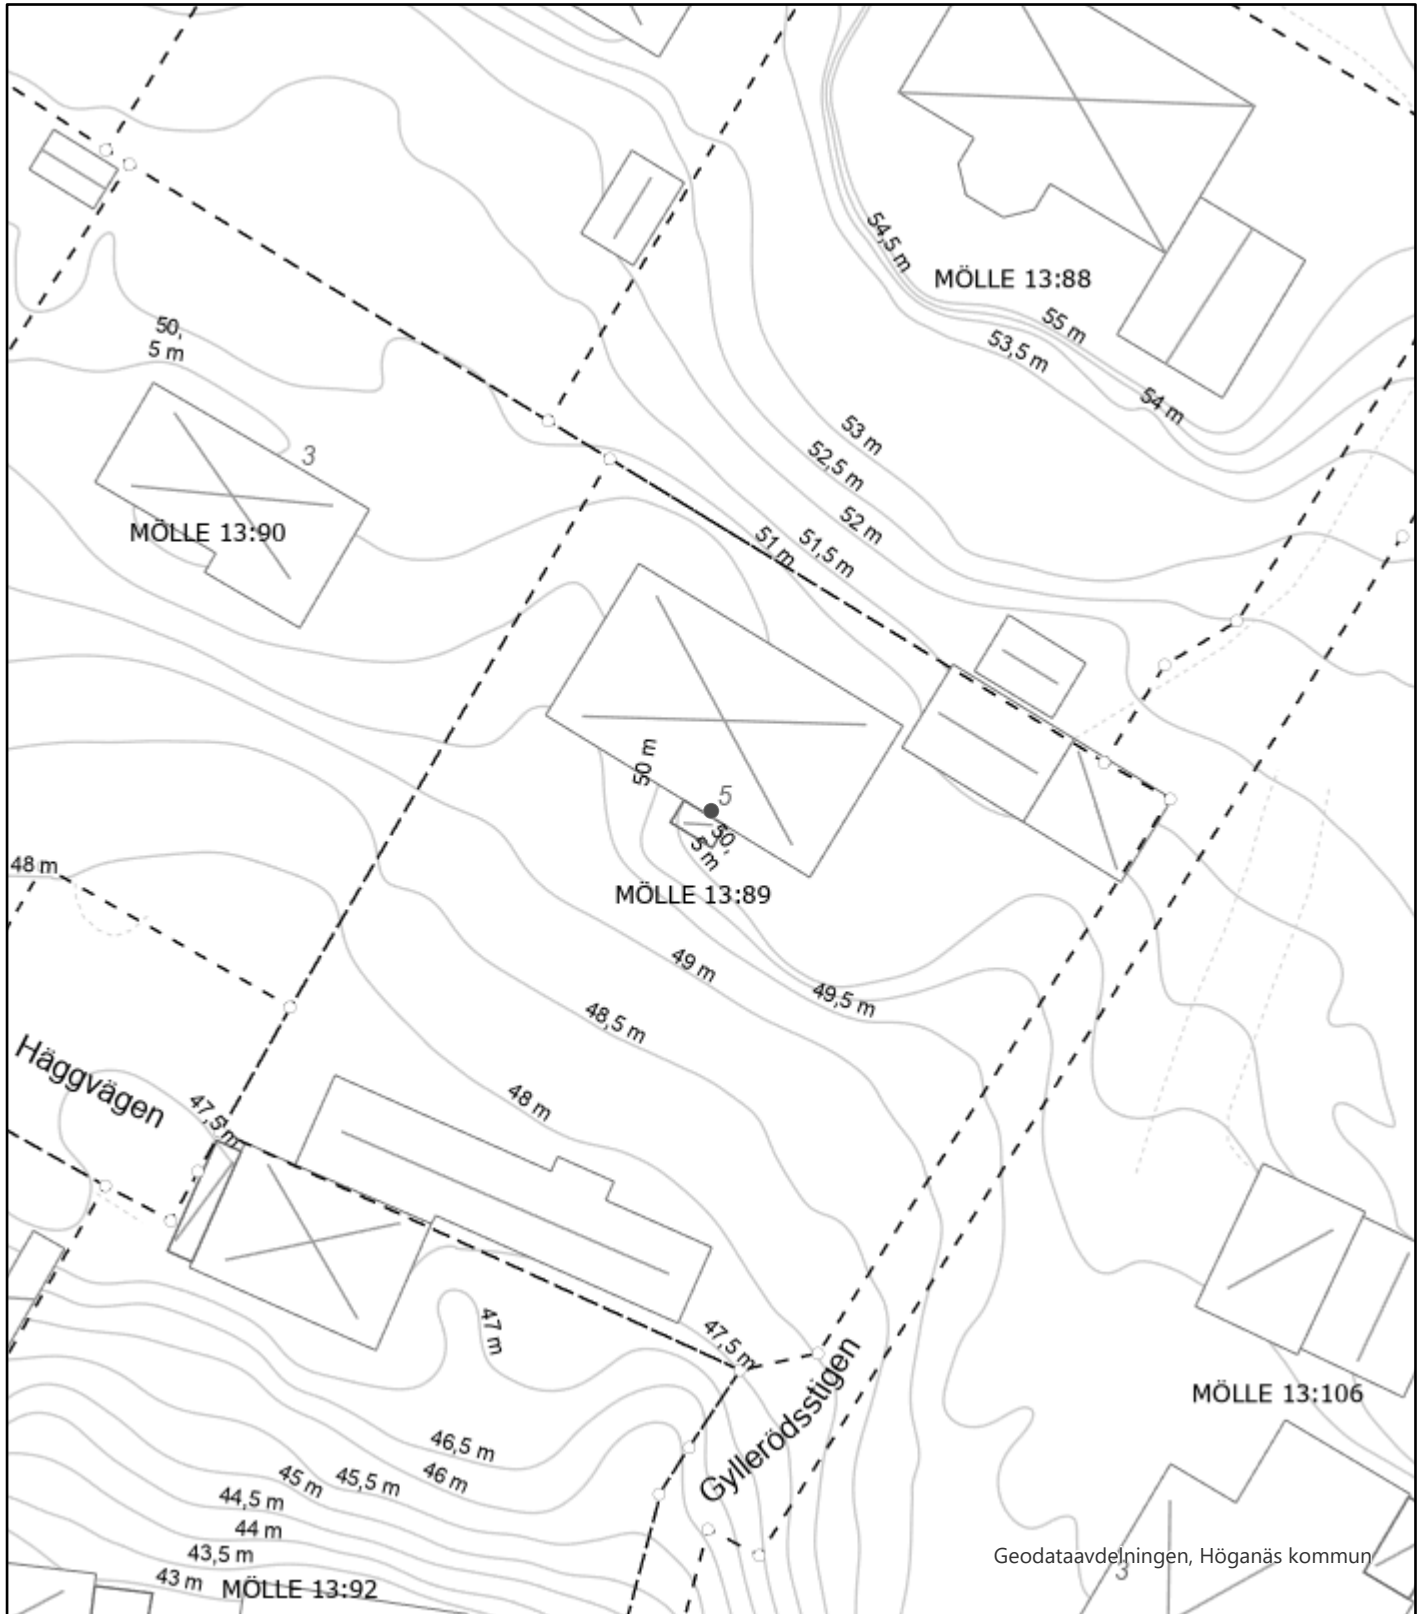 54,5 m
MÖLLE 13:88
50,
5 m
55 m
53,5 m
54 m
3
53 m
52,5 m
52 m
51,5 m
51 m
MÖLLE 13:90
50 m
5
50,
5 m
48 m
MÖLLE 13:89
49 m
49,5 m
48,5 m
Häggvägen
47,5 m
48 m
47 m
47,5 m
Gyllerödsstigen
MÖLLE 13:106
46,5 m
46 m
45,5 m
45 m
44,5 m
44 m
43,5 m
43 m
MÖLLE 13:92
Geodataavdelningen, Höganäs kommun
3